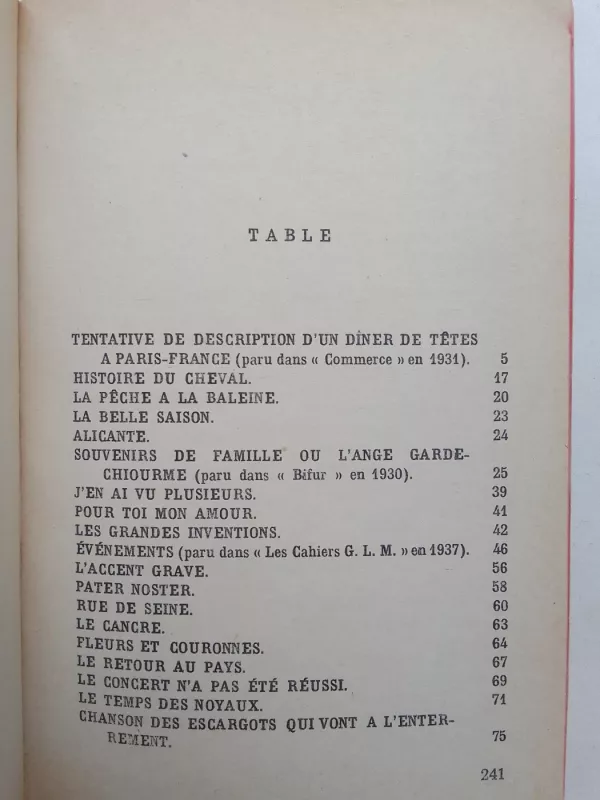 TABLE
TENTATIVE DE DESCRIPTION D'UN DÎNER DE TÊTES
A PARIS-FRANCE (paru dans « Commerce » en 1931). 5
HISTOIRE DU CHEVAL. 17
LA PÊCHE A LA BALEINE. 20
LA BELLE SAISON. 23
ALICANTE. 24
SOUVENIRS DE FAMILLE OU L'ANGE GARDE-
CHIOURME (paru dans « Bifur » en 1930). 25
J'EN AI VU PLUSIEURS. 39
POUR TOI MON AMOUR. 41
LES GRANDES INVENTIONS. 42
ÉVÉNEMENTS (paru dans « Les Cahiers G. L. M. » en 1937). 46
L'ACCENT GRAVE. 56
PATER NOSTER. 58
RUE DE SEINE. 60
LE CANCRE. 63
FLEURS ET COURONNES. 64
LE RETOUR AU PAYS. 67
LE CONCERT N'A PAS ÉTÉ RÉUSSI. 69
LE TEMPS DES NOYAUX. 71
CHANSON DES ESCARGOTS QUI VONT A L'ENTER-
REMENT. 75
241